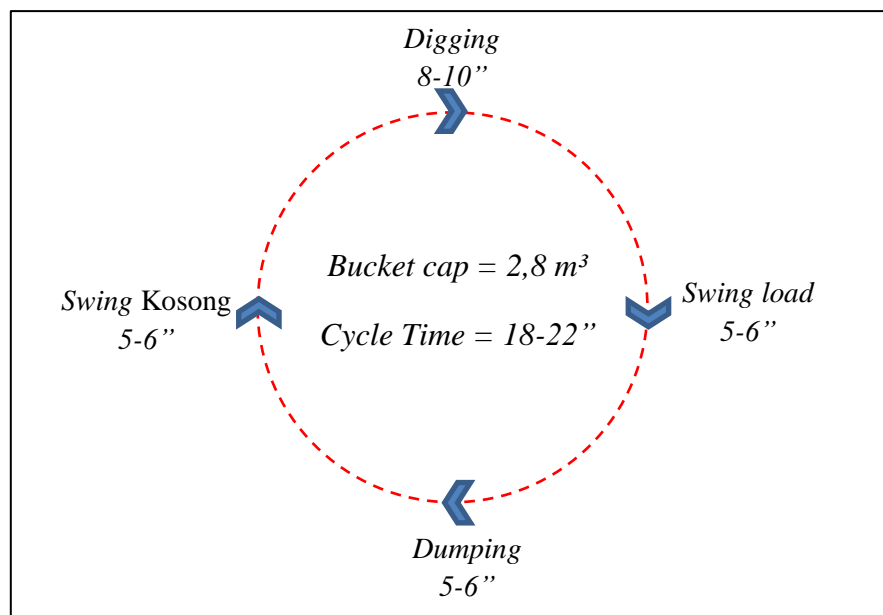 Digging
8-10”
Bucket cap = 2,8 m³
Cycle Time = 18-22”
Swing Kosong
5-6”
Swing load
5-6”
Dumping
5-6”